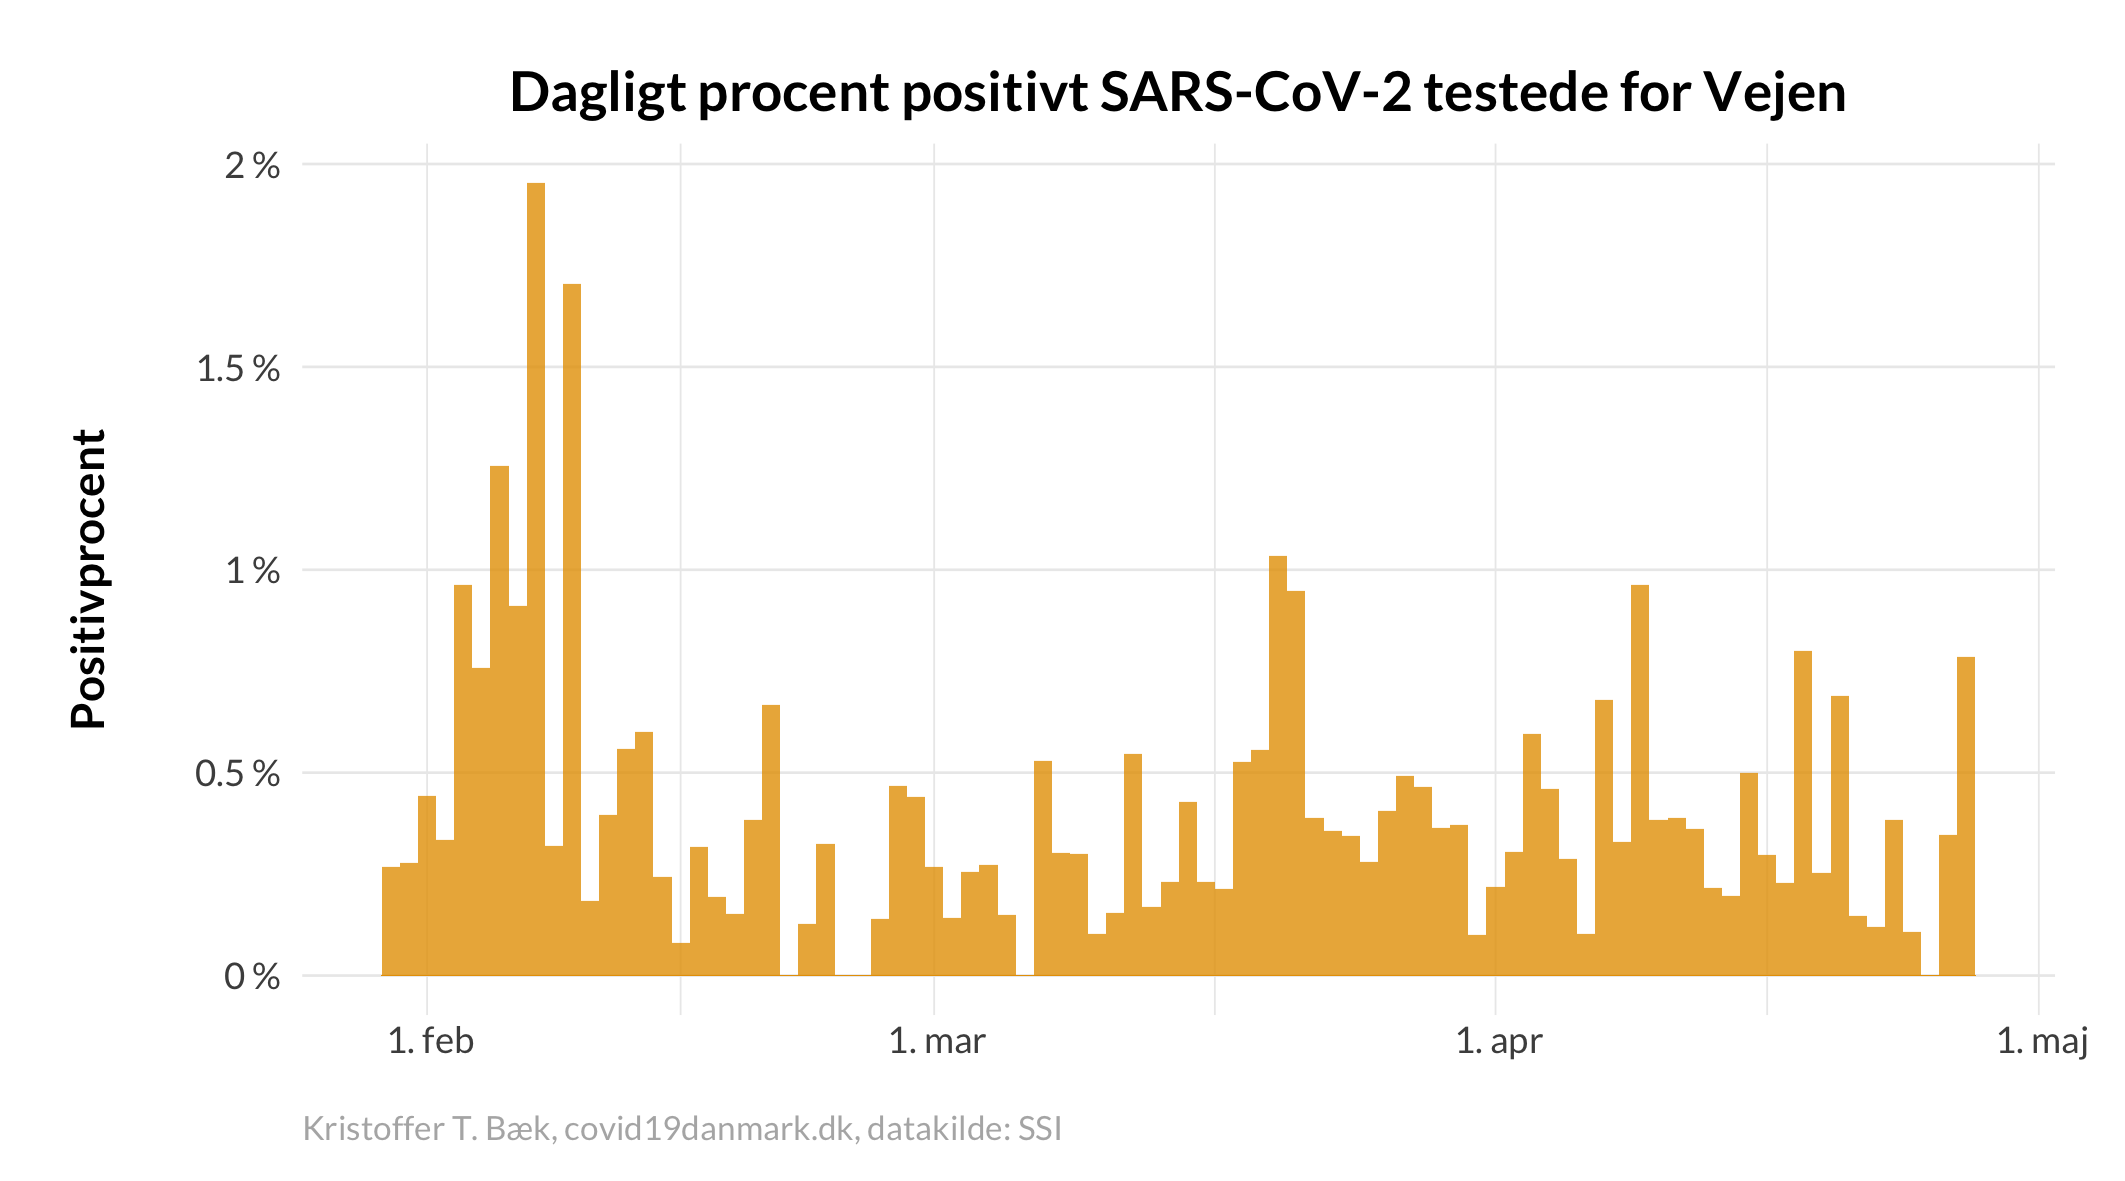 Dagligt procent positivt SARS-CoV-2 testede for Vejen
Positivprocent
2 %
1.5 %
1 %
0.5 %
0 %
1. feb
1. mar
1. apr
1. maj
Kristoffer T. Bæk, covid19danmark.dk, datakilde: SSI